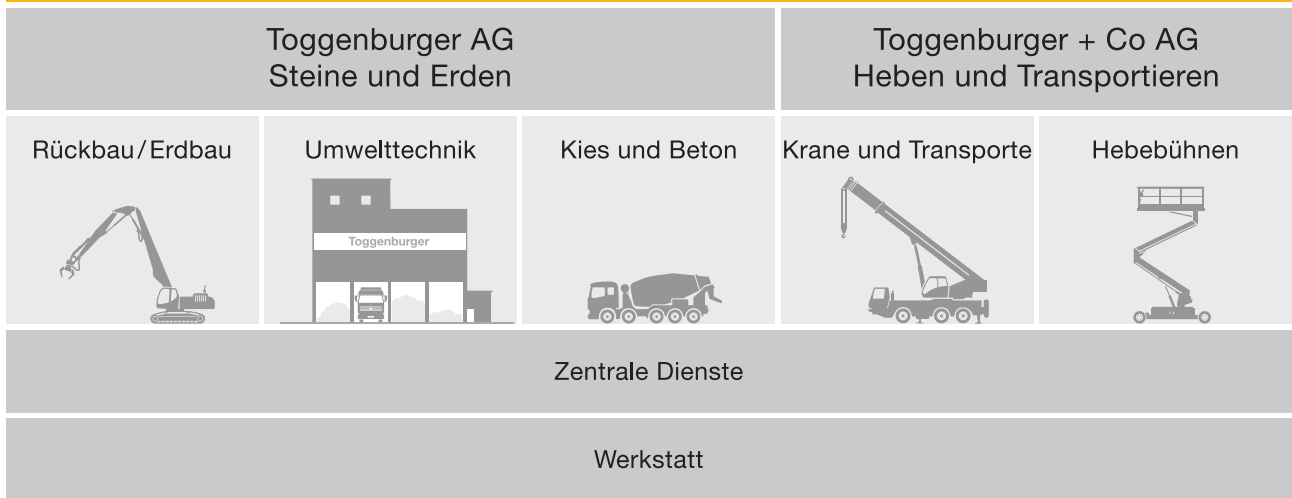 Toggenburger AG
Steine und Erden
Toggenburger + Co AG
Heben und Transportieren
Rückbau/Erdbau
Umwelttechnik
Kies und Beton
Krane und Transporte
Hebebühnen
Toggenburger
Zentrale Dienste
Werkstatt